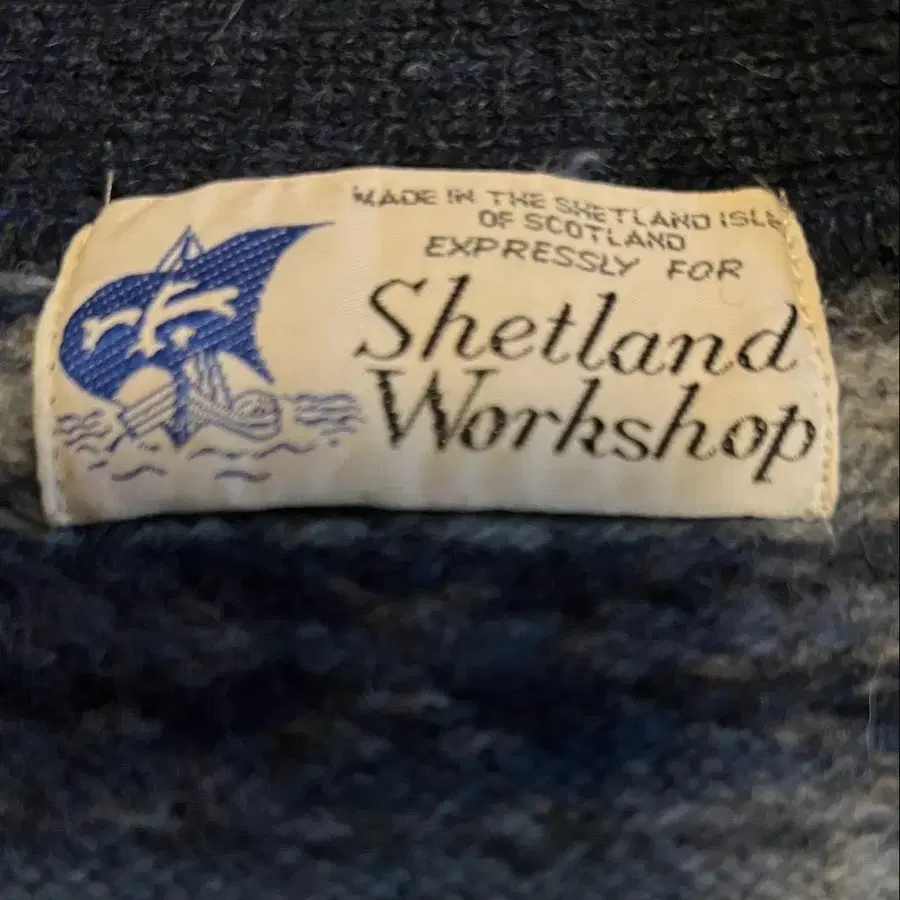 MADE IN THE SHETLAND ISLE
OF SCOTLAND
EXPRESSLY FOR
Shetland
Workshop